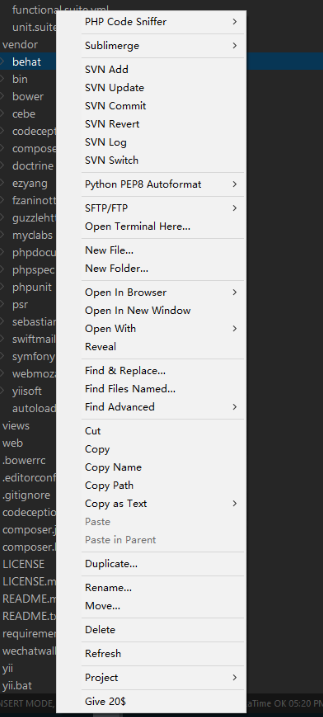 functional.suite.yml
unit.suite
vendor
behat
bin
bower
cebe
codecept
compose
doctrine
ezyang
fzaninott
guzzlehtt
myclabs
phpdocu
phpspec
phpunit
psr
sebastian
swiftmail
symfony
webmoza
yiisoft
autoload
views
web
.bowerrc
.editorconf
.gitignore
codeception
composer.j
composer.l
LICENSE
LICENSE.m
README.m
README.tx
requiremen
wechatwall
yii
yii.bat
PHP Code Sniffer
Sublimerge
SVN Add
SVN Update
SVN Commit
SVN Revert
SVN Log
SVN Switch
Python PEP8 Autoformat
SFTP/FTP
Open Terminal Here...
New File...
New Folder...
Open In Browser
Open In New Window
Open With
Reveal
Find & Replace...
Find Files Named...
Find Advanced
Cut
Copy
Copy Name
Copy Path
Copy as Text
Paste
Paste in Parent
Duplicate...
Rename...
Move...
Delete
Refresh
Project
Give 20$
NSERT MODE,
aTime OK 05:20 PM